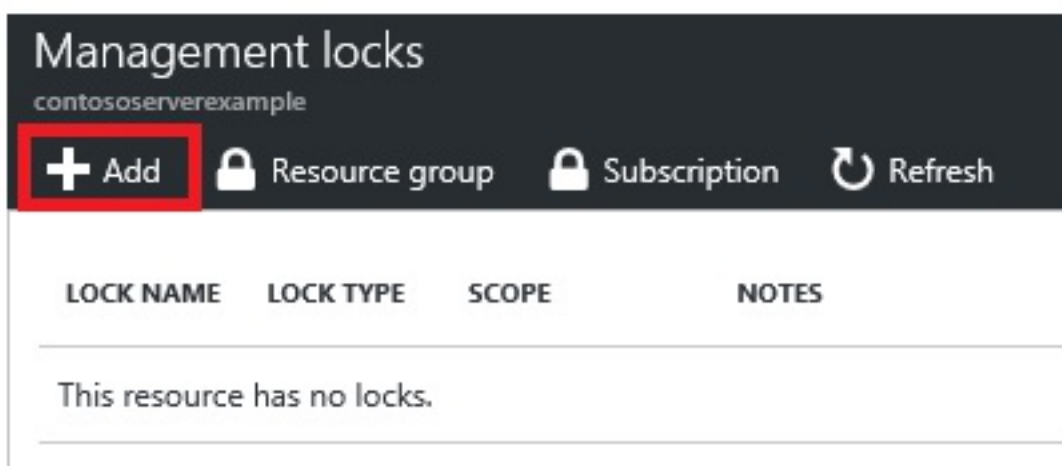 Management locks
contososerverexample
Add Resource group Subscription Refresh
LOCK NAME LOCK TYPE SCOPE NOTES
This resource has no locks.